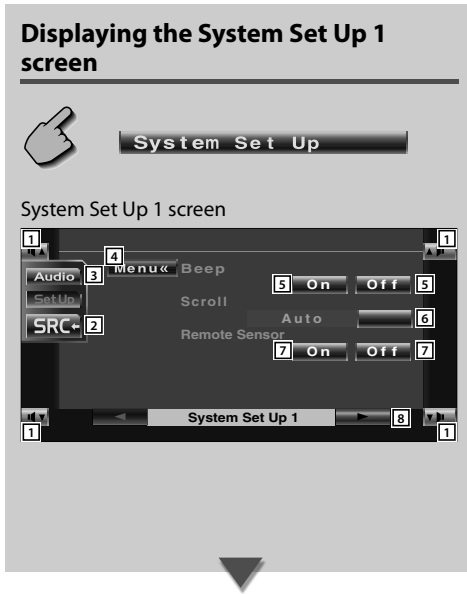 Displaying the System Set Up 1
screen
System Set Up
System Set Up 1 screen
1 1
4
Menu« Beep
Audio 3
5 On Off 5
SetUp
Scroll
SRC 2
Auto 6
Remote Sensor
7 On Off 7
System Set Up 1 8
1 1